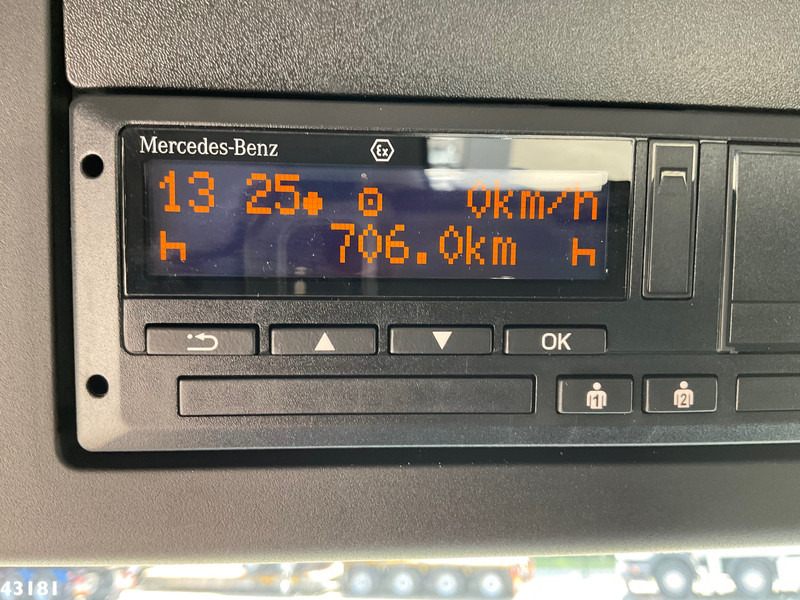 Mercedes-Benz Ex
13 25 0km/h
706.0km
OK
1 2
43181